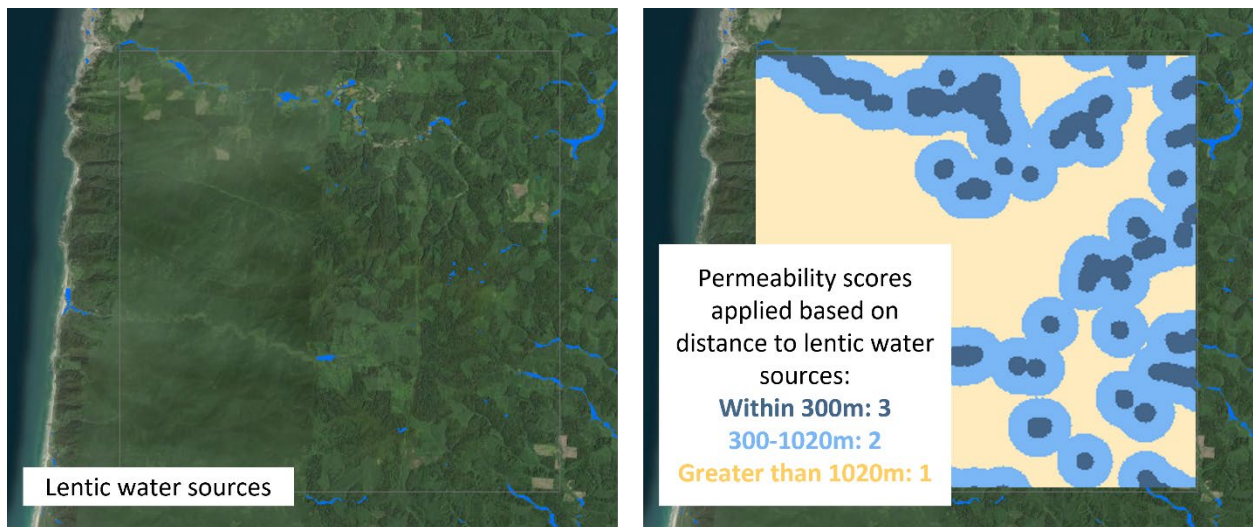 Lentic water sources
Permeability scores
applied based on
distance to lentic water
sources:
Within 300m: 3
300-1020m: 2
Greater than 1020m: 1